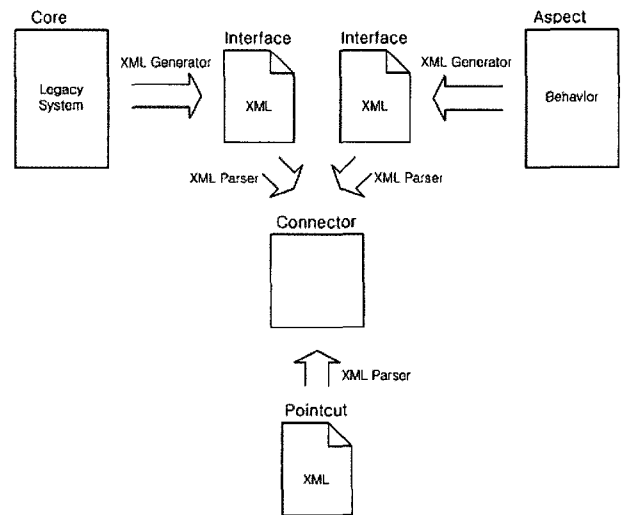 Core
Aspect
Interface
Interface
XML Generator
XML Generator
Legacy
System
XML
XML
Behavior
XML Parser
XML Parser
Connector
XML Parser
Pointcut
XML